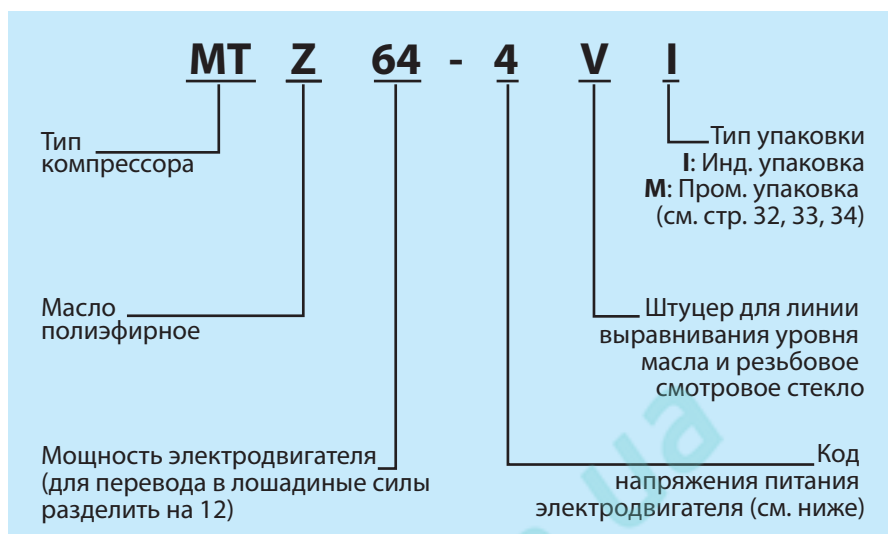 MT Z 64 - 4 V I
Тип
компрессора
Тип упаковки
I: Инд. упаковка
M: Пром. упаковка
(см. стр. 32, 33, 34)
Масло
полиэфирное
Штуцер для линии
выравнивания уровня
масла и резьбовое
смотровое стекло
Мощность электродвигателя
(для перевода в лошадиные силы
разделить на 12)
Код
напряжения питания
электродвигателя (см. ниже)
ua